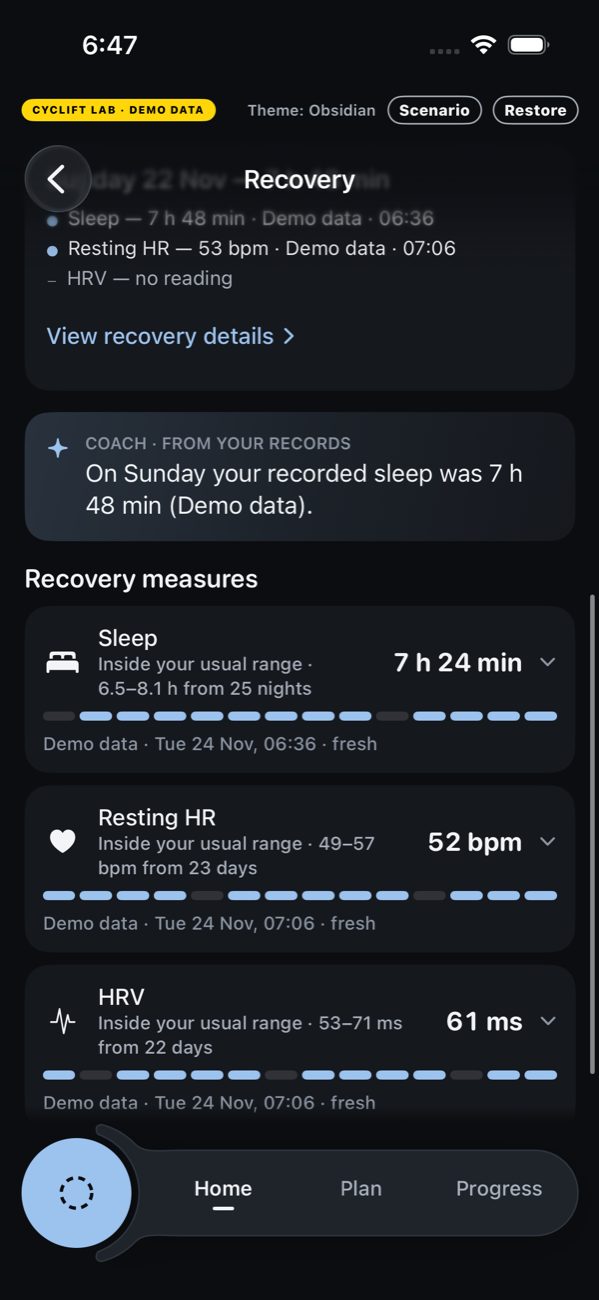 6:47
CYCLIFT LAB · DEMO DATA
Theme: Obsidian
Scenario
Restore
Recovery
day 22 Nov –
Sleep — 7 h 48 min · Demo data · 06:36
Resting HR — 53 bpm · Demo data · 07:06
– HRV — no reading
View recovery details
COACH · FROM YOUR RECORDS
On Sunday your recorded sleep was 7 h
48 min (Demo data).
Recovery measures
Sleep
Inside your usual range ·
6.5–8.1 h from 25 nights
7 h 24 min
Demo data · Tue 24 Nov, 06:36 · fresh
Resting HR
Inside your usual range · 49–57
bpm from 23 days
52 bpm
Demo data · Tue 24 Nov, 07:06 · fresh
HRV
Inside your usual range · 53–71 ms
from 22 days
61 ms
Demo data · Tue 24 Nov, 07:06 · fresh
Home
Plan
Progress